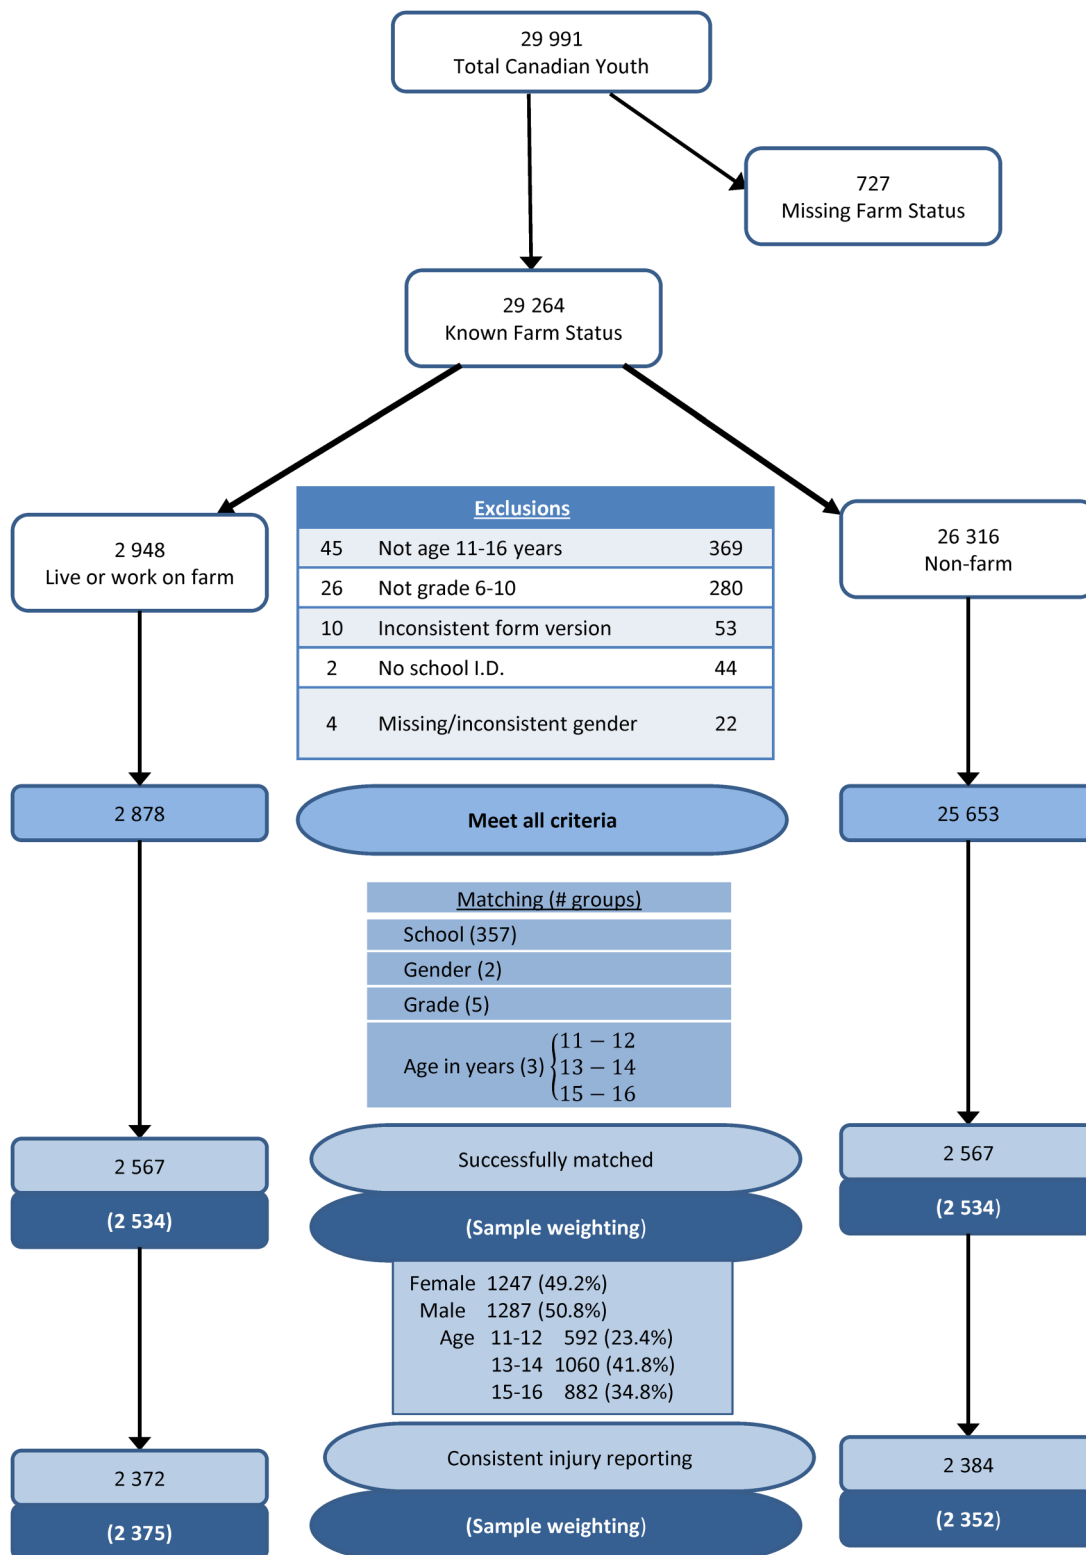 29 991
Total Canadian Youth
727
Missing Farm Status
29 264
Known Farm Status
2 948
Live or work on farm
Exclusions
45 Not age 11-16 years 369
26 Not grade 6-10 280
10 Inconsistent form version 53
2 No school I.D. 44
4 Missing/inconsistent gender 22
26 316
Non-farm
2 878
Meet all criteria
25 653
Matching (# groups)
School (357)
Gender (2)
Grade (5)
Age in years (3)
11 – 12
13 – 14
15 – 16
2 567
Successfully matched
2 567
(2 534)
(Sample weighting)
(2 534)
Female 1247 (49.2%)
Male 1287 (50.8%)
Age 11-12 592 (23.4%)
13-14 1060 (41.8%)
15-16 882 (34.8%)
2 372
Consistent injury reporting
2 384
(2 375)
(Sample weighting)
(2 352)